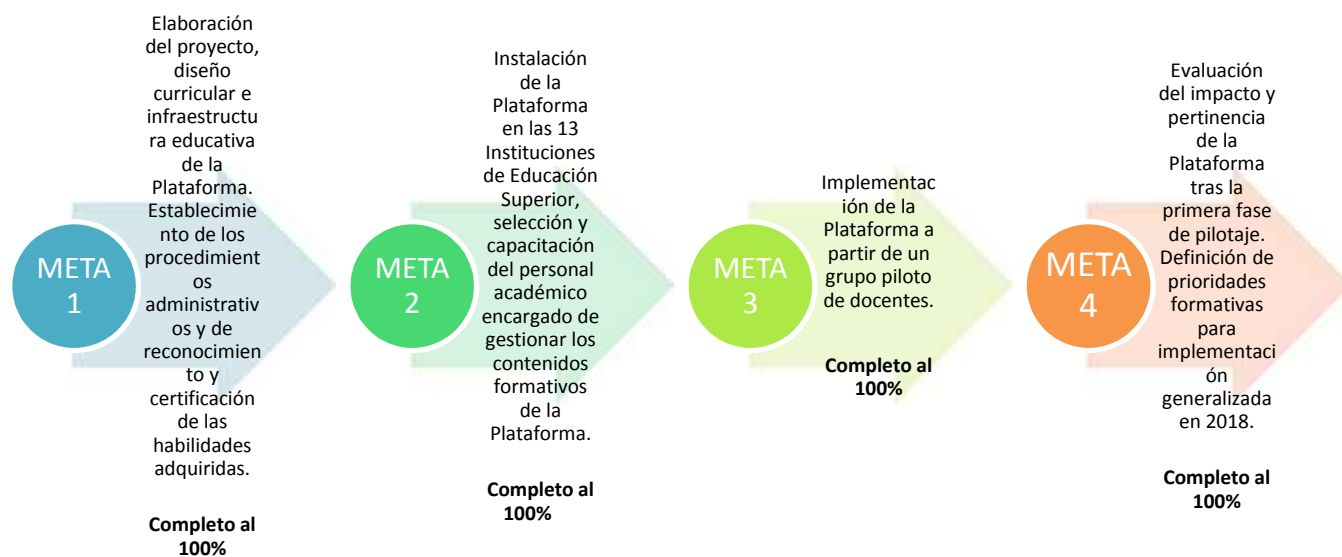 META
1
Elaboración
del proyecto,
diseño
curricular e
infraestructu
ra educativa
de la
Plataforma.
Establecimie
nto de los
procedimient
os
administrativ
os y de
reconocimien
to y
certificación
de las
habilidades
adquiridas.
Completo al
100%
META
2
Instalación
de la
Plataforma
en las 13
Instituciones
de Educación
Superior,
selección y
capacitación
del personal
académico
encargado de
gestionar los
contenidos
formativos
de la
Plataforma.
Completo al
100%
META
3
Implementac
ión de la
Plataforma a
partir de un
grupo piloto
de docentes.
Completo al
100%
META
4
Evaluación
del impacto y
pertinencia
de la
Plataforma
tras la
primera fase
de pilotaje.
Definición de
prioridades
formativas
para
implementaci
ón
generalizada
en 2018.
Completo al
100%